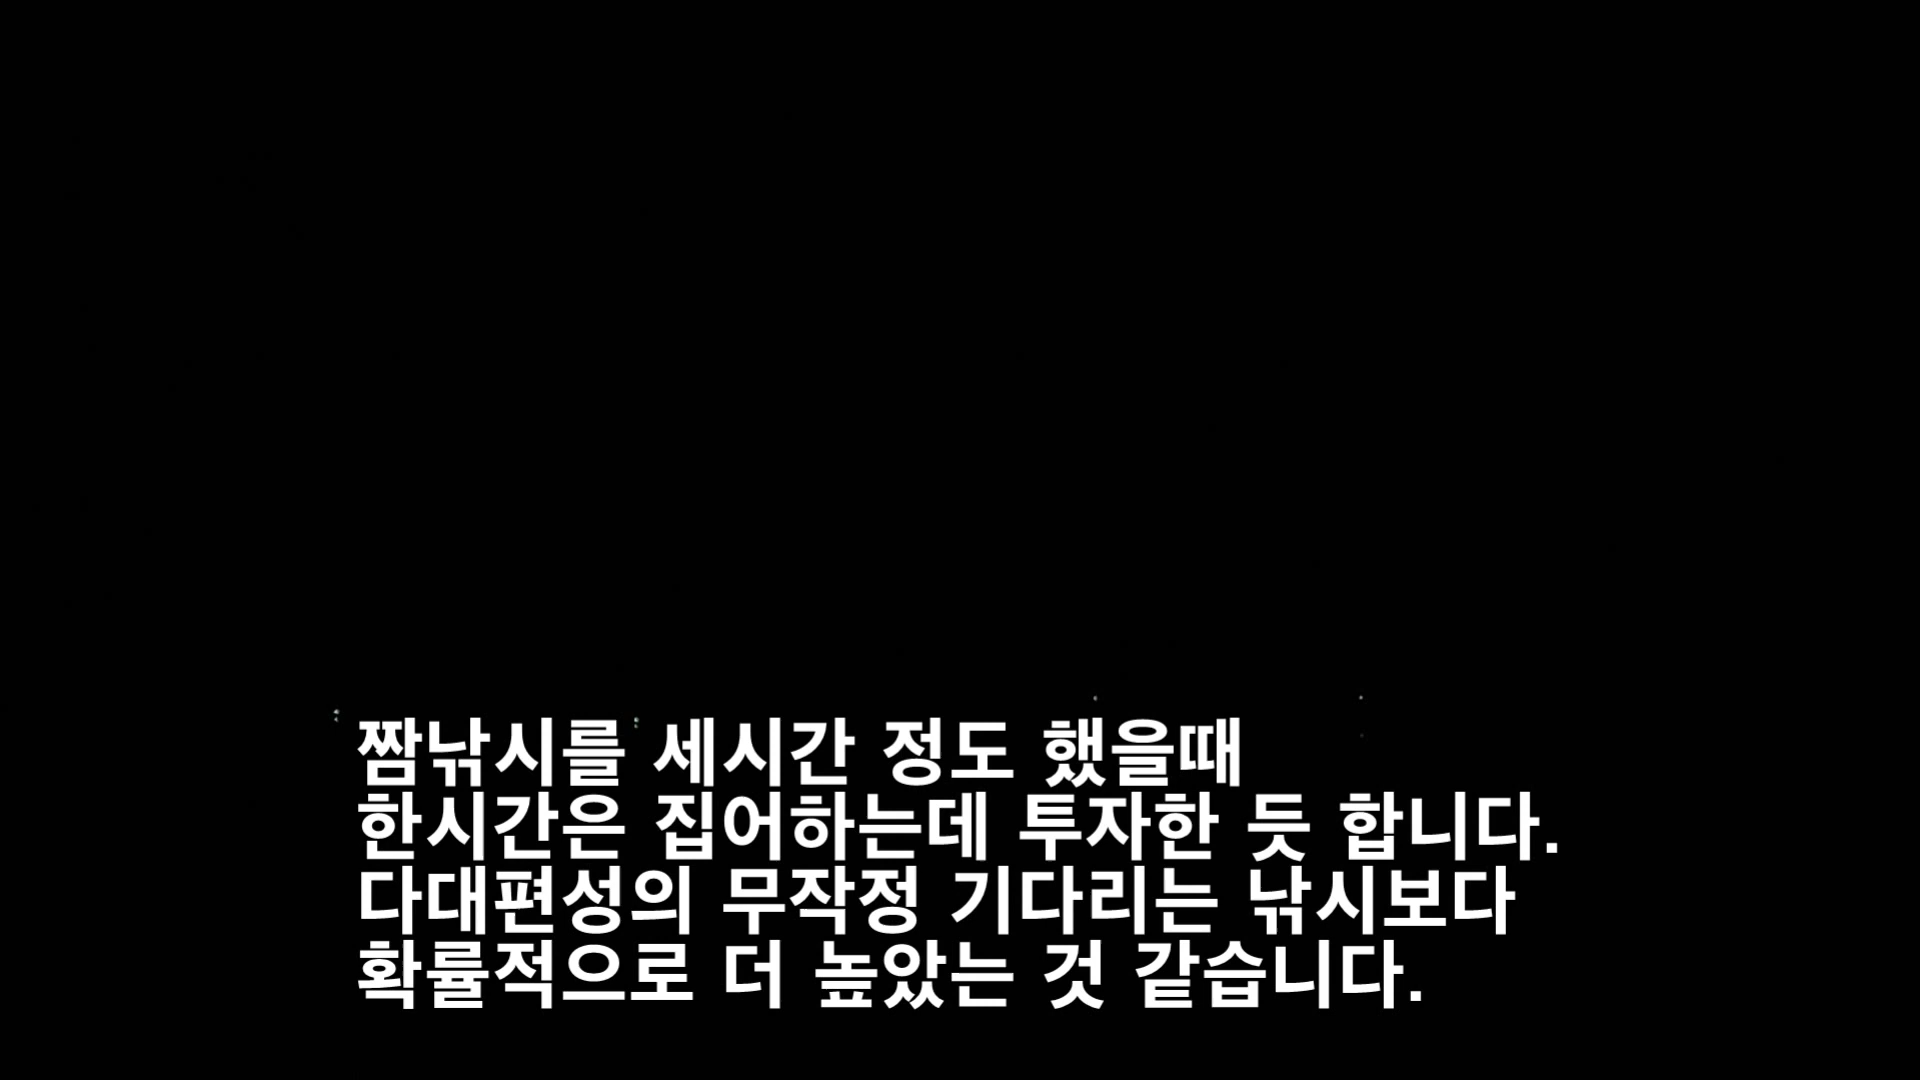 짬낚시를 세시간 정도 했을때
한시간은 집어하는데 투자한 듯 합니다.
다대편성의 무작정 기다리는 낚시보다
확률적으로 더 높았는 것 같습니다.